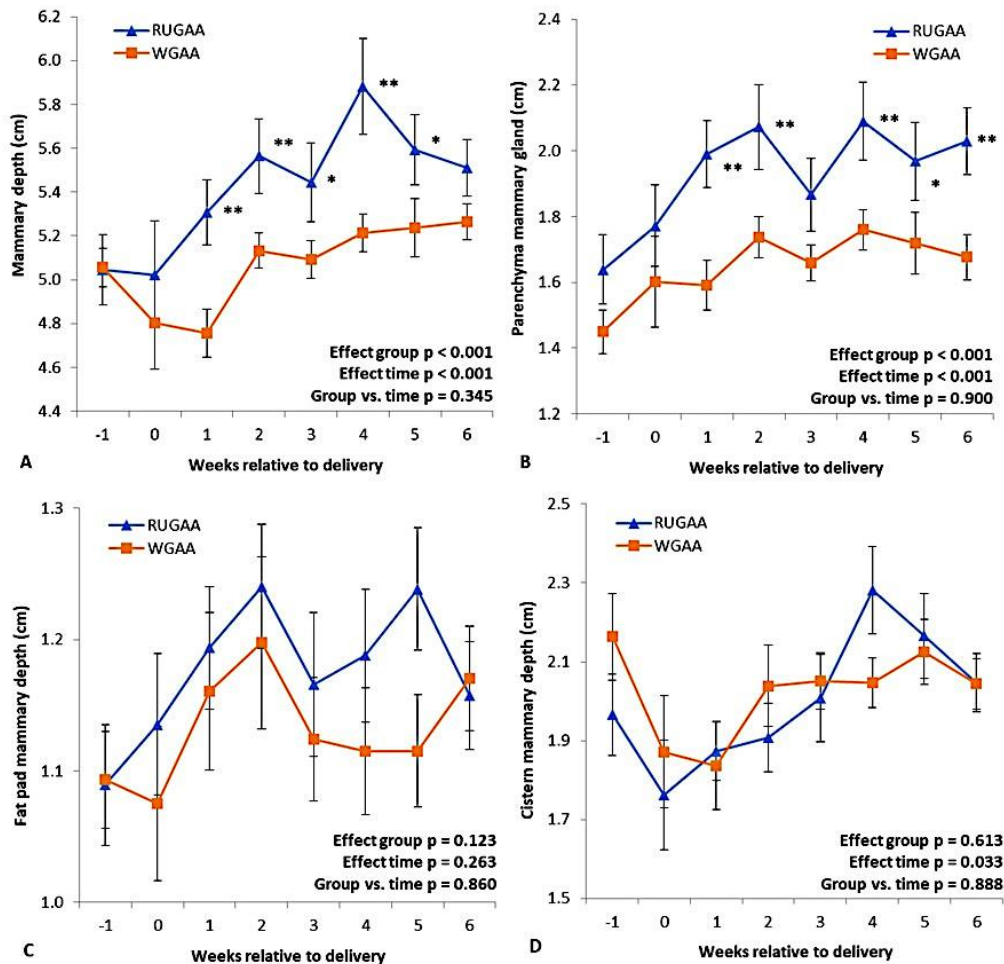 6.2
6.0
5.8
5.6
5.4
5.2
5.0
4.8
4.6
4.4
Mammary depth (cm)
RUGAA
WGAA
**
**
*
**
*
Effect group p < 0.001
Effect time p < 0.001
Group vs. time p = 0.345
-1 0 1 2 3 4 5 6
A
Weeks relative to delivery
2.4
2.2
2.0
1.8
1.6
1.4
1.2
Parenchyma mammary gland (cm)
RUGAA
WGAA
**
**
**
*
**
Effect group p < 0.001
Effect time p < 0.001
Group vs. time p = 0.900
-1 0 1 2 3 4 5 6
B
Weeks relative to delivery
1.3
1.2
1.1
1.0
Fat pad mammary depth (cm)
RUGAA
WGAA
Effect group p = 0.123
Effect time p = 0.263
Group vs. time p = 0.860
-1 0 1 2 3 4 5 6
C
Weeks relative to delivery
2.5
2.3
2.1
1.9
1.7
1.5
Cistern mammary depth (cm)
RUGAA
WGAA
Effect group p = 0.613
Effect time p = 0.033
Group vs. time p = 0.888
-1 0 1 2 3 4 5 6
D
Weeks relative to delivery